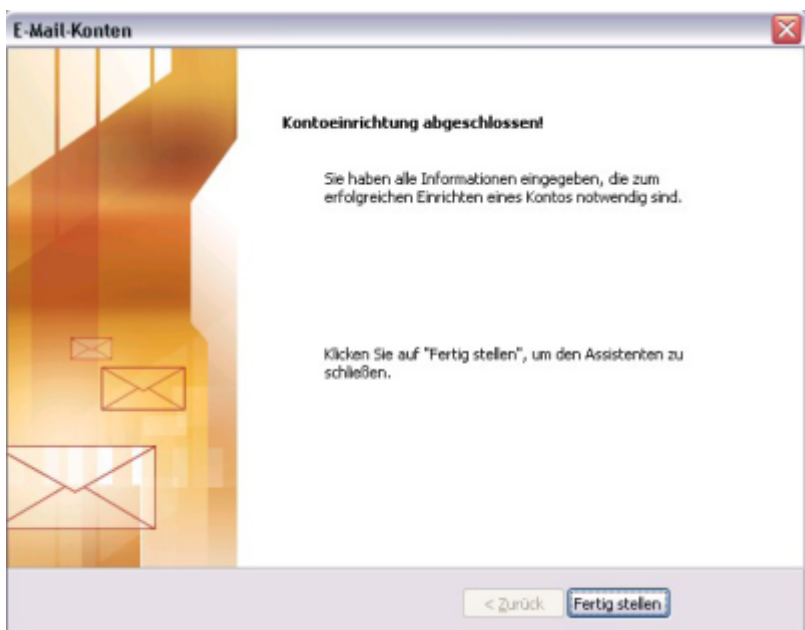 E-Mail-Konten
Kontoeinrichtung abgeschlossen!
Sie haben alle Informationen eingegeben, die zum
erfolgreichen Einrichten eines Kontos notwendig sind.
Klicken Sie auf "Fertig stellen", um den Assistenten zu
schließen.
< Zurück
Fertig stellen